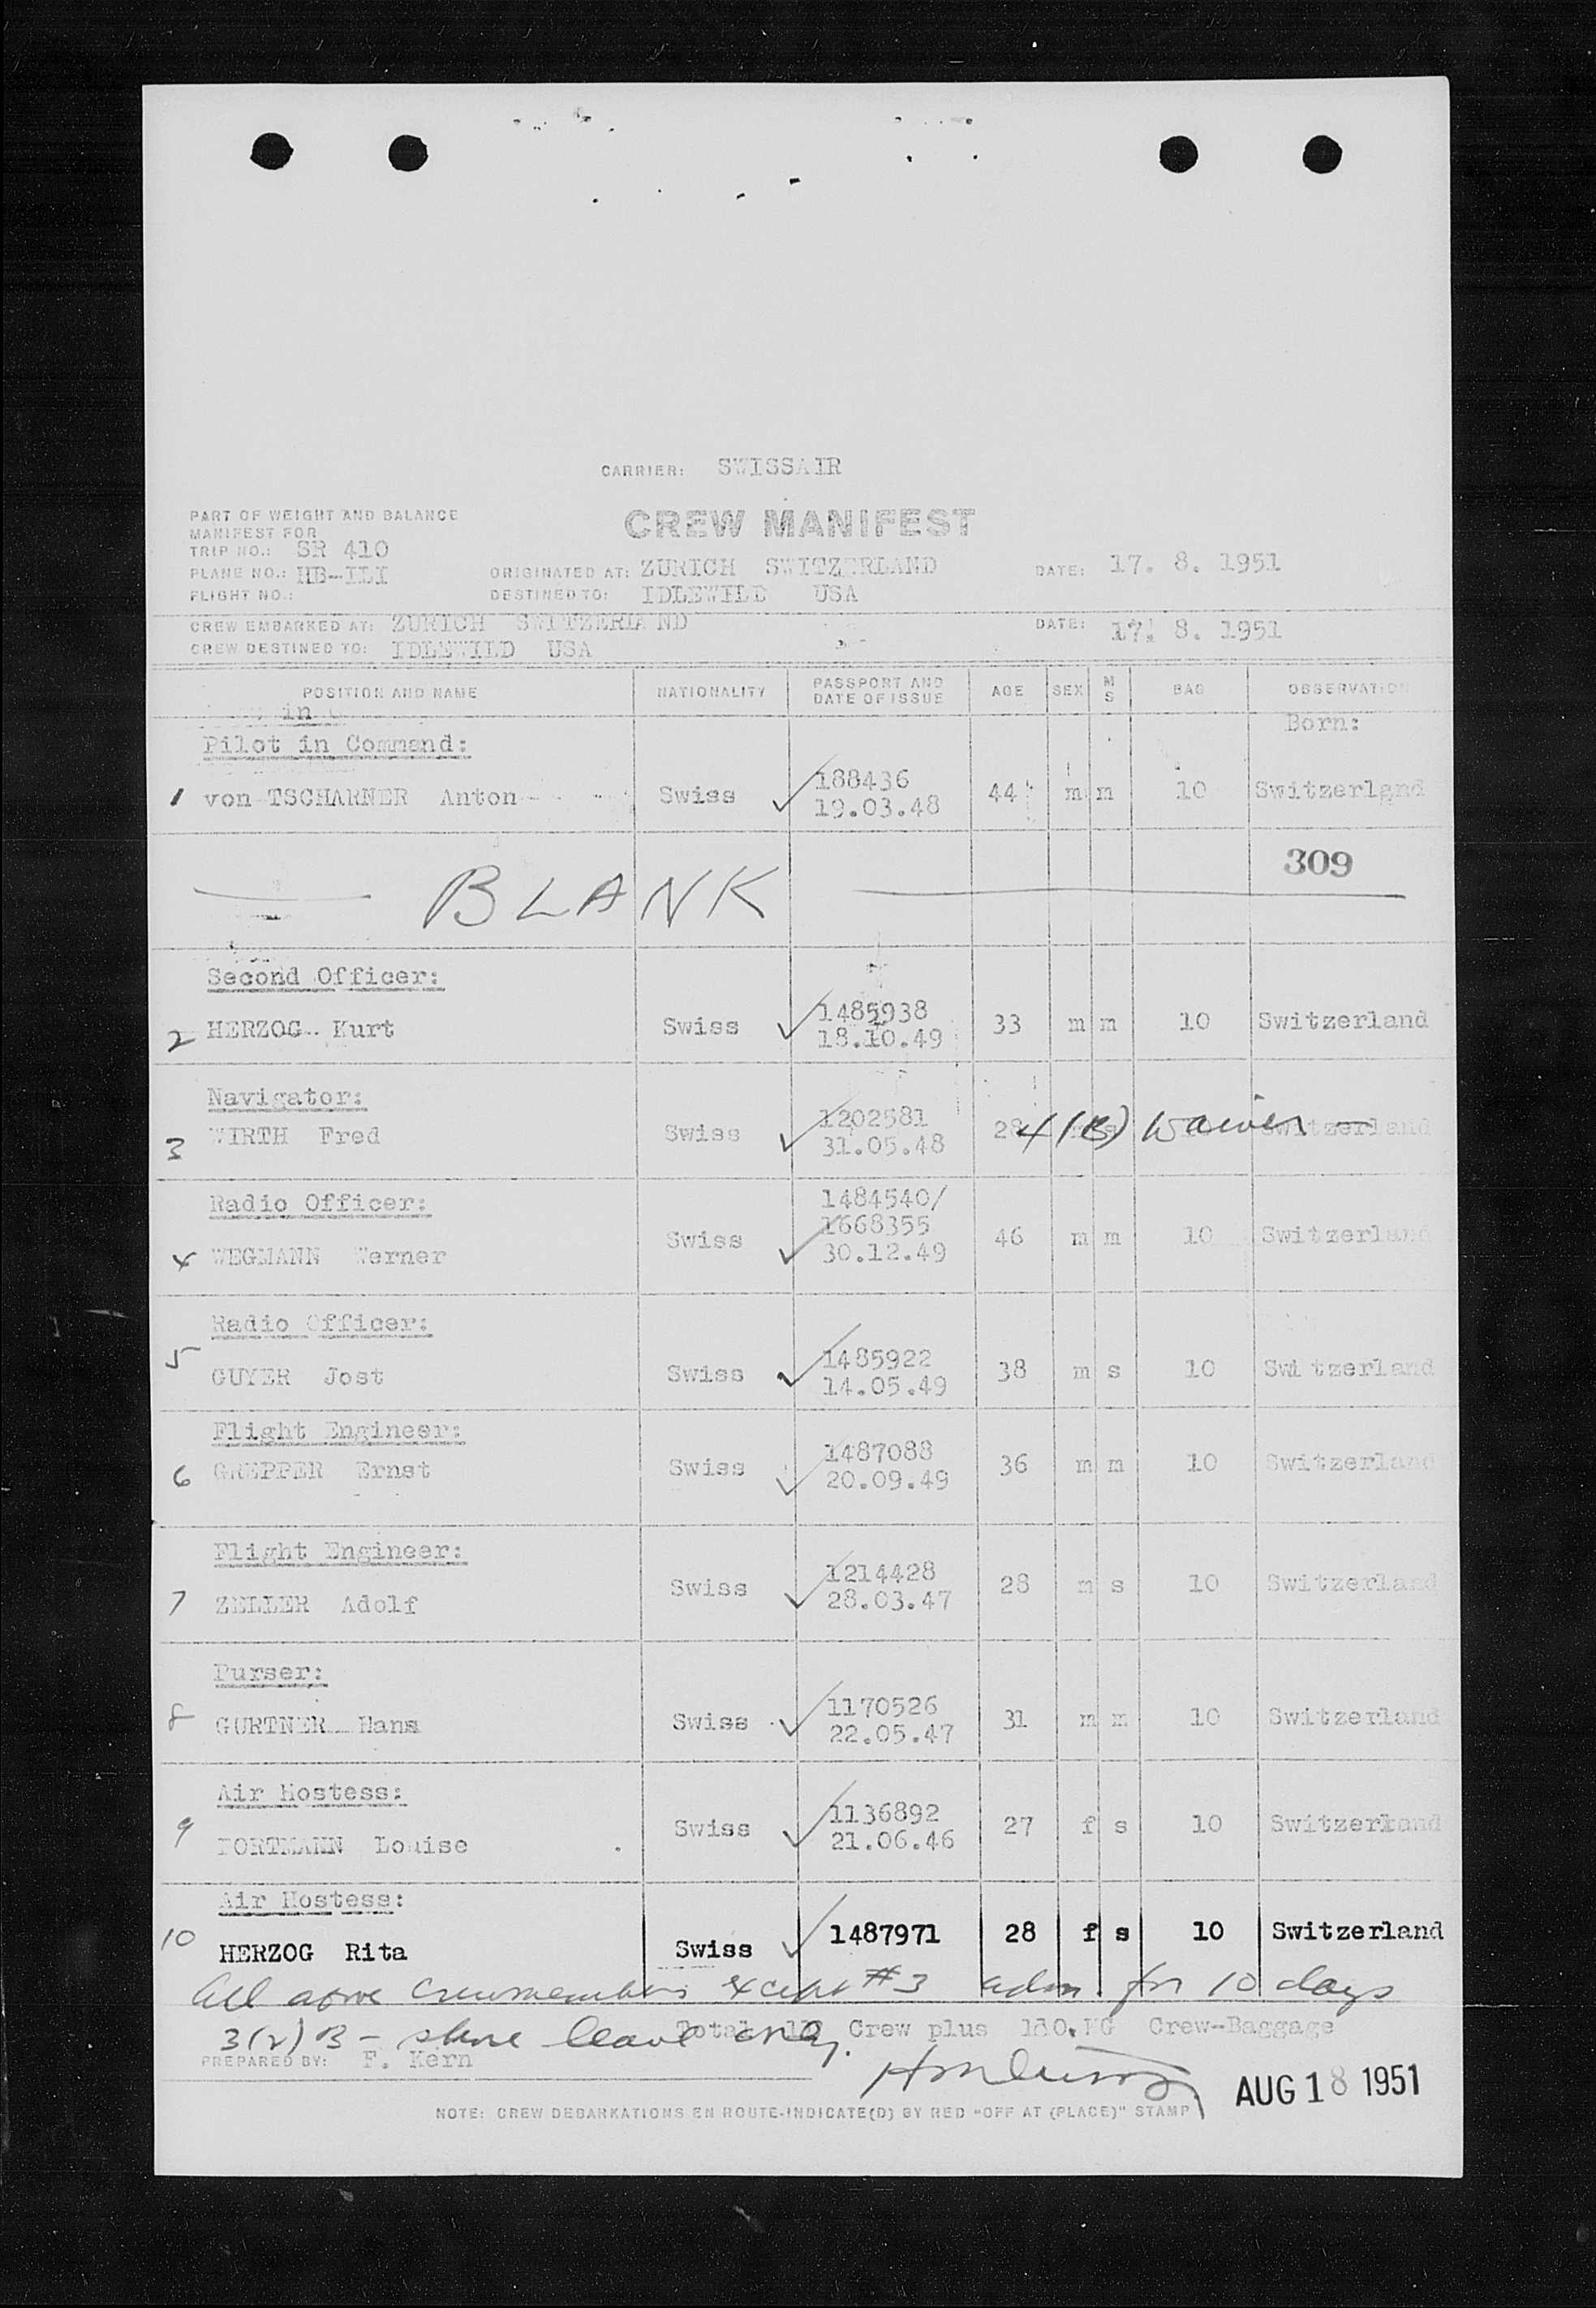 CARRIER: SWISSAIR
PART OF WEIGHT AND BALANCE
MANIFEST FOR
CREW MANIFEST
TRIP NO.: SR 410
PLANE NO.: HB-ILI ORIGINATED AT: ZURICH SWITZERLAND DATE: 17. 8. 1951
FLIGHT NO.: DESTINED TO: IDLEWILD USA
CREW EMBARKED AT: ZURICH SWITZERLAND DATE: 17. 8. 1951
CREW DESTINED TO: IDLEWILD USA
POSITION AND NAME NATIONALITY PASSPORT AND DATE OF ISSUE AGE SEX M S BAG OBSERVATION
in
Born:
Pilot in Command:
1 von TSCHARNER Anton Swiss 188436 44 m m 10 Switzerland
19.03.48
309
BLANK
Second Officer:
2 HERZOG Kurt Swiss 1485938 33 m m 10 Switzerland
18.10.49
Navigator:
3 WIRTH Fred Swiss 1202581 28 4(B) Waiver — Switzerland
31.05.48
Radio Officer:
1484540/
4 WEGMANN Werner Swiss 1668355 46 m m 10 Switzerland
30.12.49
Radio Officer:
5 GUYER Jost Swiss 1485922 38 m s 10 Switzerland
14.05.49
Flight Engineer:
6 GREPPER Ernst Swiss 1487088 36 m m 10 Switzerland
20.09.49
Flight Engineer:
7 ZELLER Adolf Swiss 1214428 28 m s 10 Switzerland
28.03.47
Purser:
8 GURTNER Hans Swiss 1170526 31 m m 10 Switzerland
22.05.47
Air Hostess:
9 PORTMANN Louise Swiss 1136892 27 f s 10 Switzerland
21.06.46
Air Hostess:
10 HERZOG Rita Swiss 1487971 28 f s 10 Switzerland
All above Crewmembers except #3 adm for 10 days
3(2)B - shore leave only.
Total 10 Crew plus KG Crew-Baggage
PREPARED BY: F. Kern
AUG 18 1951
NOTE: CREW DEBARKATIONS EN ROUTE-INDICATE(D) BY RED "OFF AT (PLACE)" STAMP